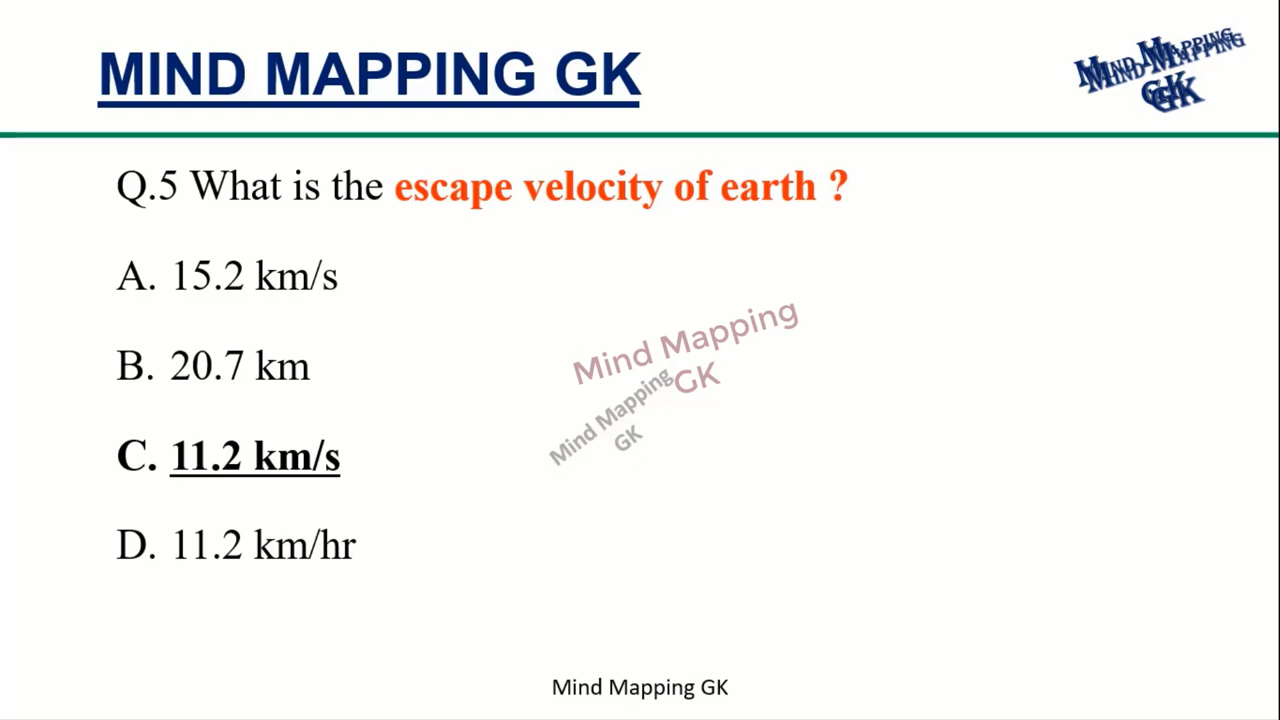 MIND MAPPING GK
MIND MAPPING
GK
Q.5 What is the escape velocity of earth ?
A. 15.2 km/s
B. 20.7 km
C. 11.2 km/s
D. 11.2 km/hr
Mind Mapping
GK
Mind Mapping
GK
Mind Mapping GK